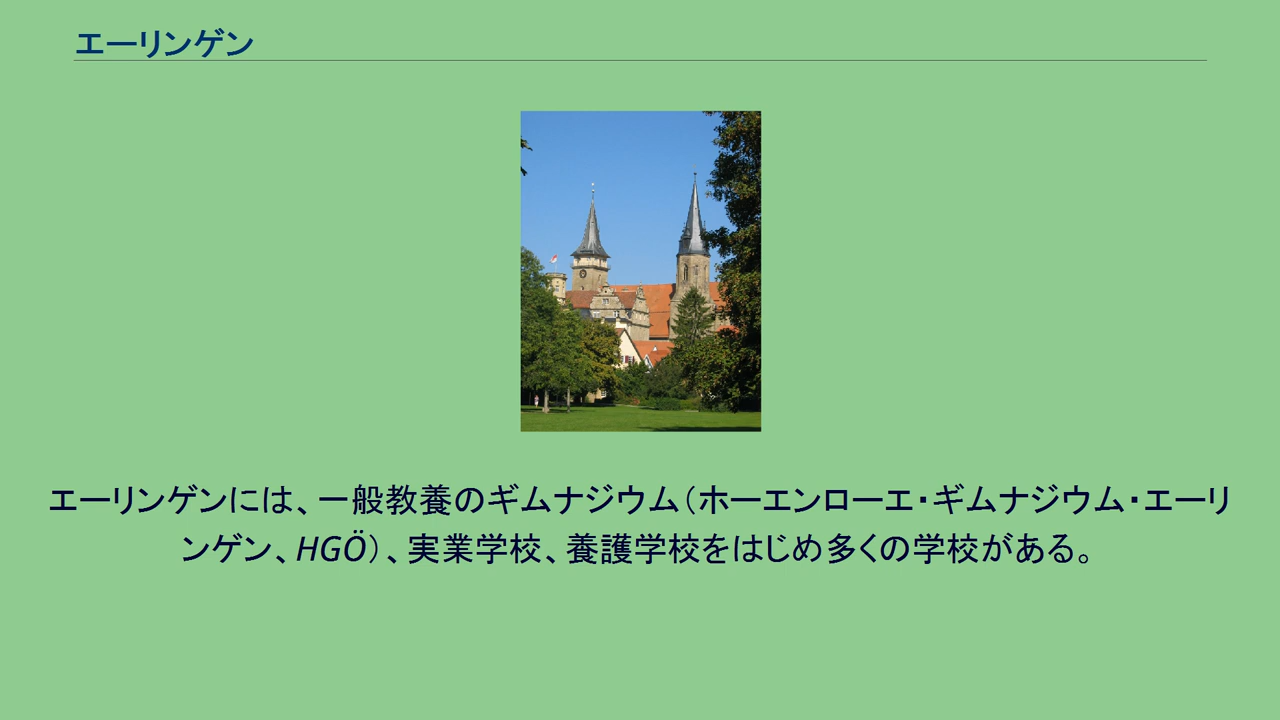 エーリンゲン
エーリンゲンには、一般教養のギムナジウム（ホーエンローエ・ギムナジウム・エーリ
ンゲン、HGÖ）、実業学校、養護学校をはじめ多くの学校がある。